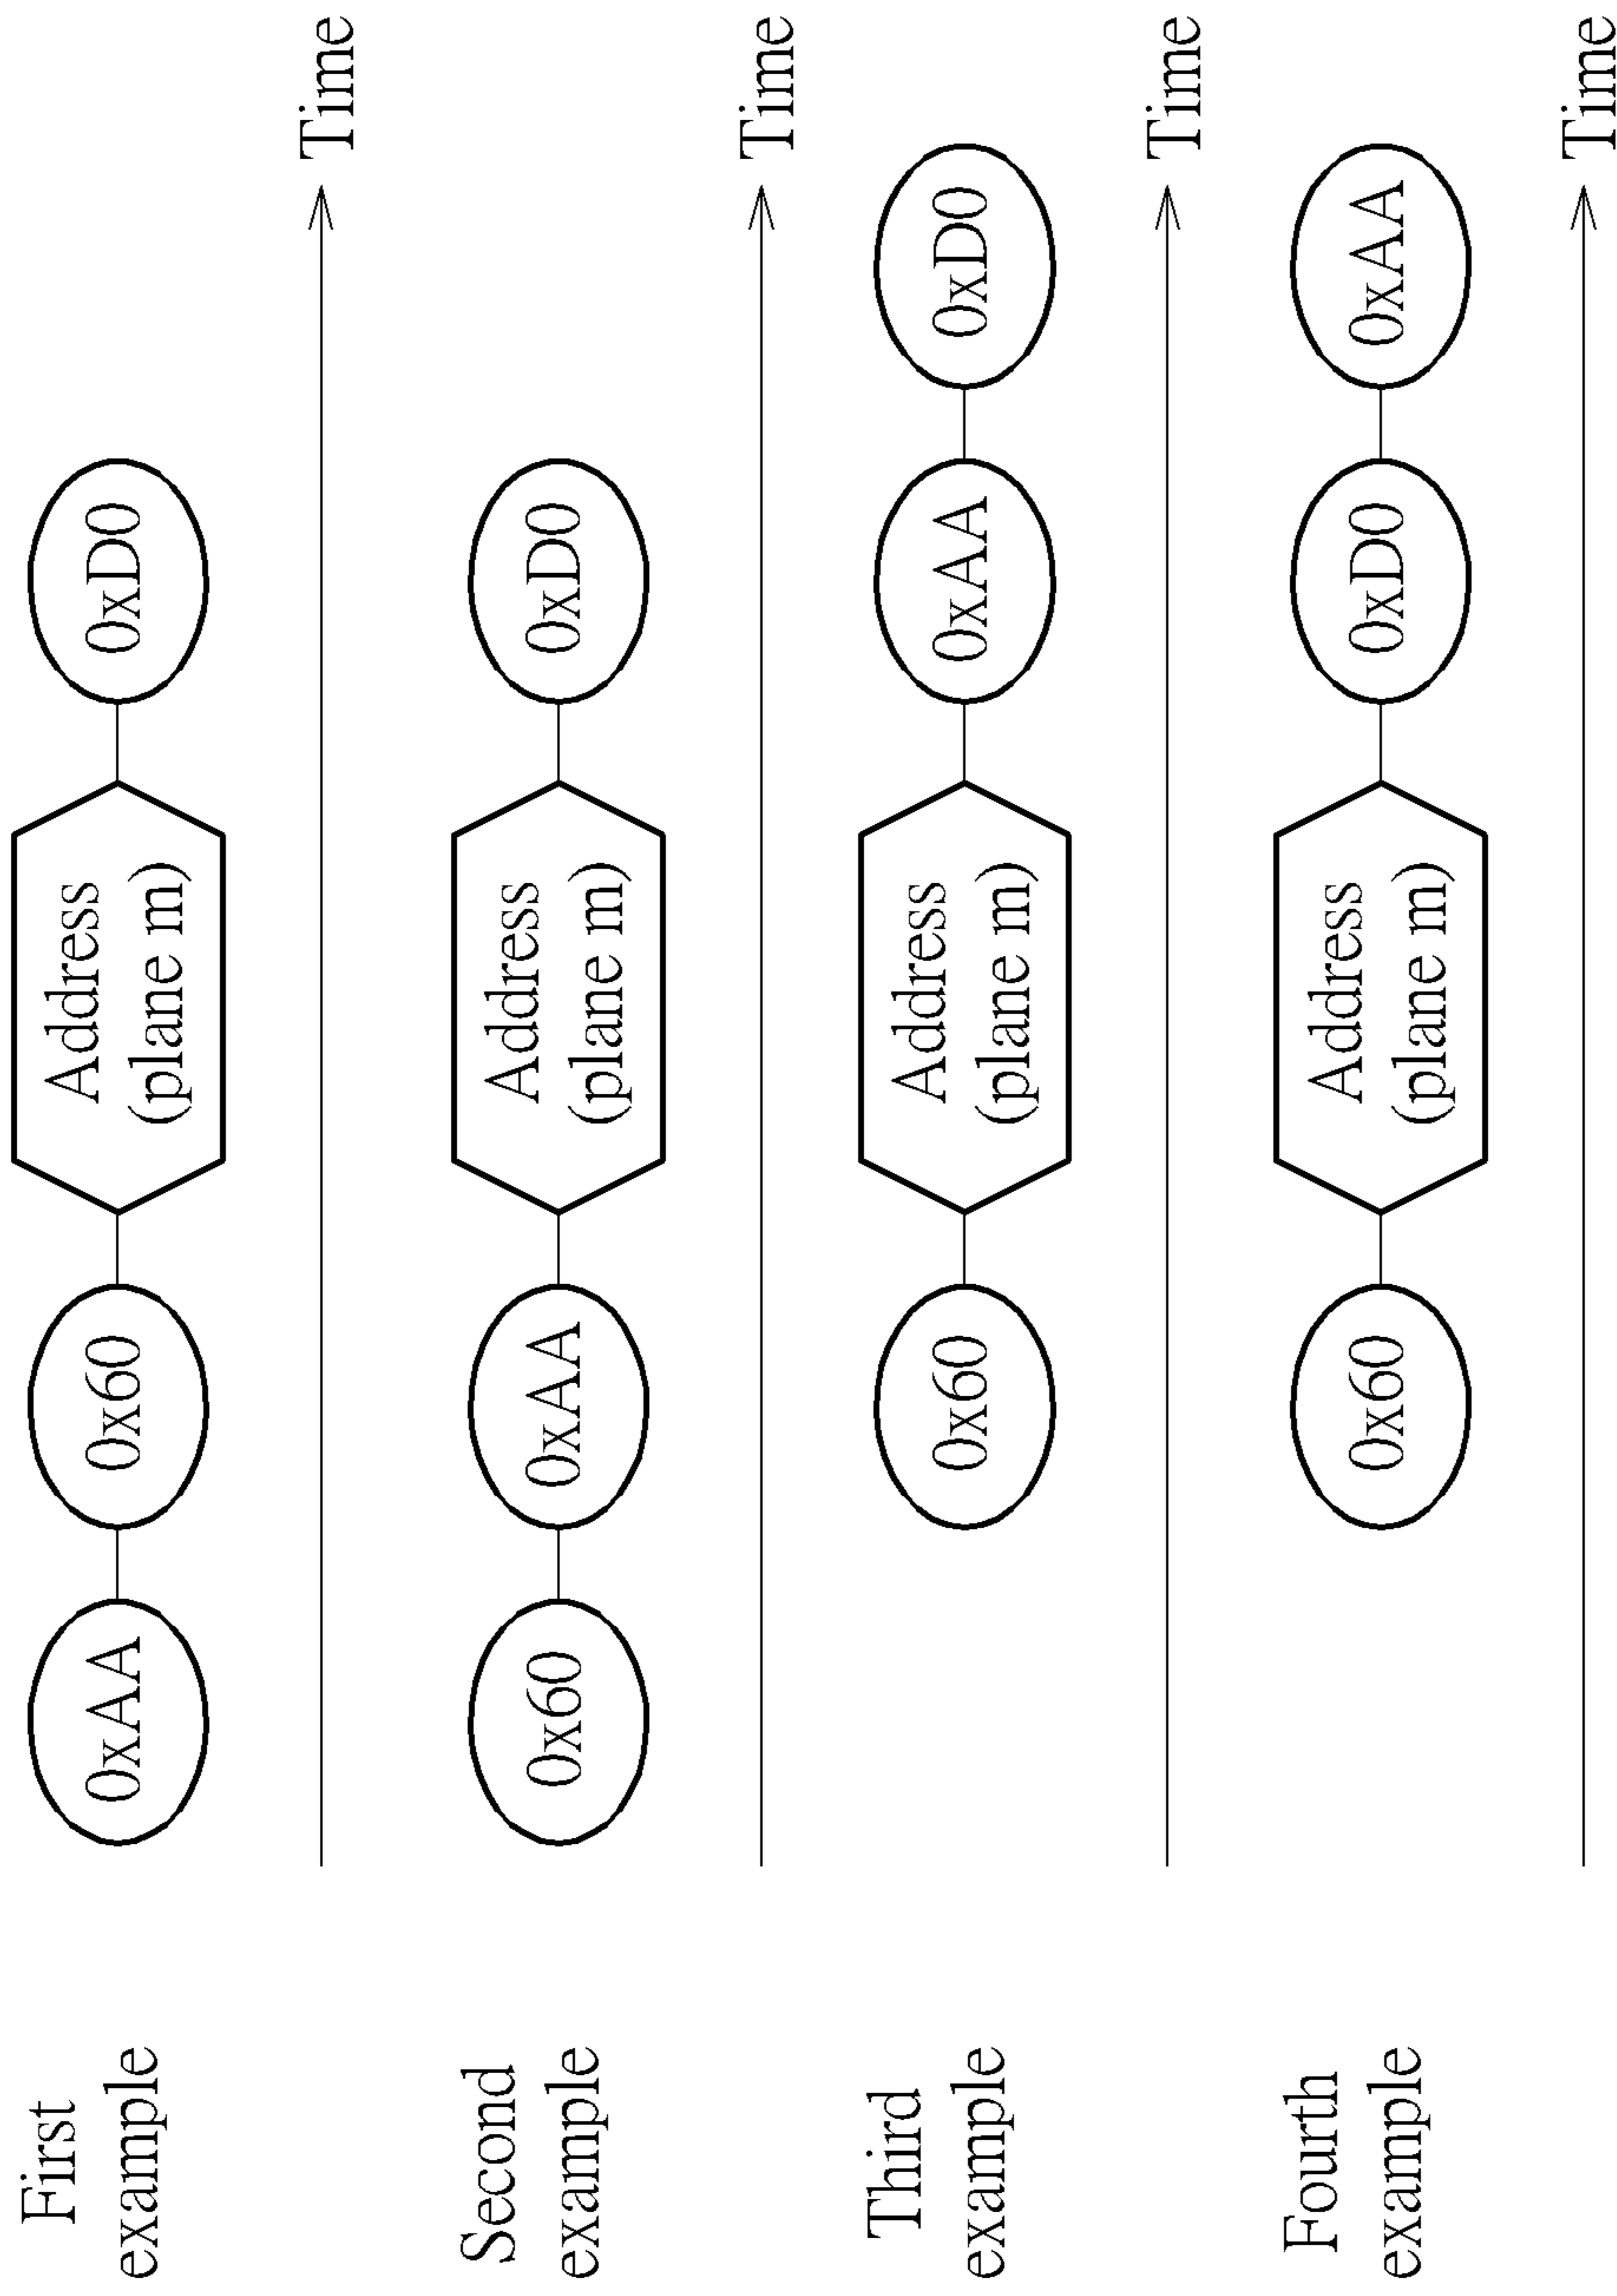 First
example
0xAA
0x60
Address
(plane m)
0xD0
Time
Second
example
0x60
0xAA
Address
(plane m)
0xD0
Time
Third
example
0x60
Address
(plane m)
0xAA
0xD0
Time
Fourth
example
0x60
Address
(plane m)
0xD0
0xAA
Time